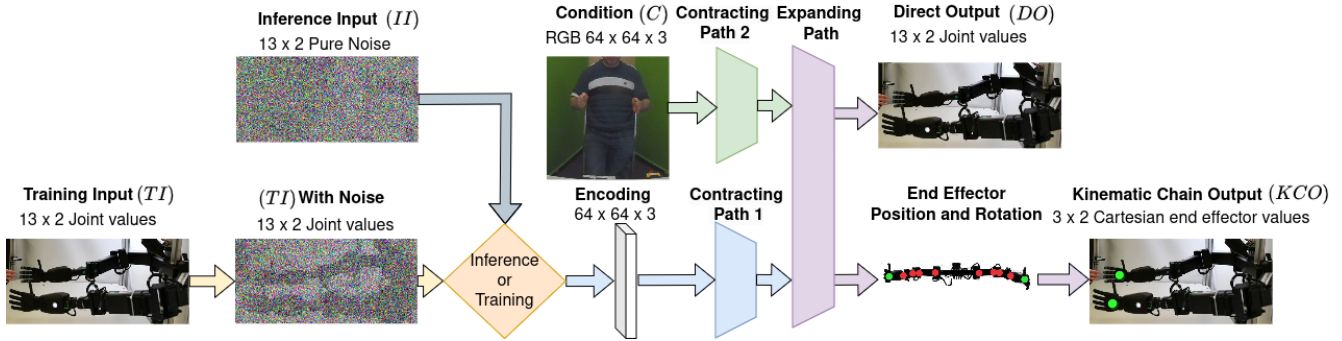 Inference Input (II)
13 x 2 Pure Noise
Condition (C)
RGB 64 x 64 x 3
Contracting
Path 2
Expanding
Path
Direct Output (DO)
13 x 2 Joint values
Training Input (TI)
13 x 2 Joint values
(TI) With Noise
13 x 2 Joint values
Inference
or
Training
Encoding
64 x 64 x 3
Contracting
Path 1
End Effector
Position and Rotation
Kinematic Chain Output (KCO)
3 x 2 Cartesian end effector values